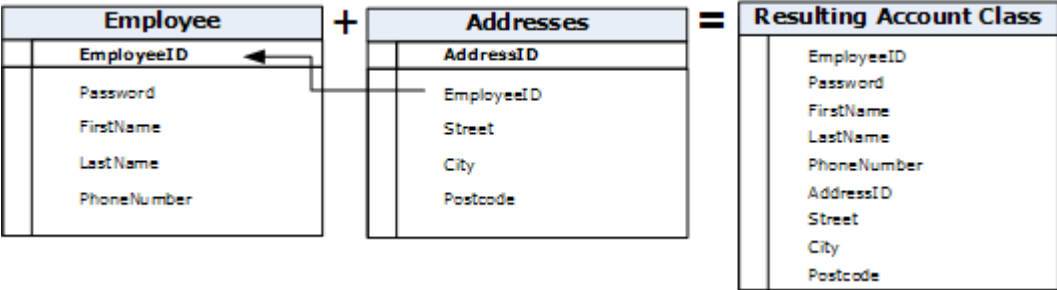 Employee
EmployeeID
Password
FirstName
LastName
PhoneNumber
+
Addresses
AddressID
EmployeeID
Street
City
Postcode
=
Resulting Account Class
EmployeeID
Password
FirstName
LastName
PhoneNumber
AddressID
Street
City
Postcode